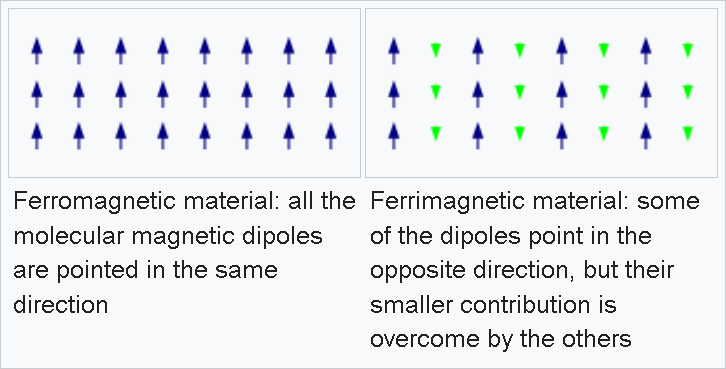 Ferromagnetic material: all the
molecular magnetic dipoles
are pointed in the same
direction
Ferrimagnetic material: some
of the dipoles point in the
opposite direction, but their
smaller contribution is
overcome by the others